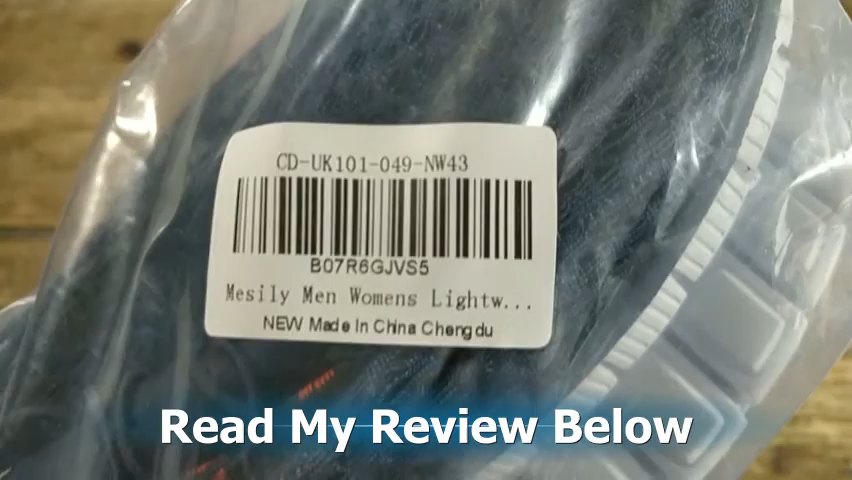 CD-UK101-049-NW43
B07R6GJVS5
Mesily Men Womens Lightw...
NEW Made In China Chengdu
Read My Review Below